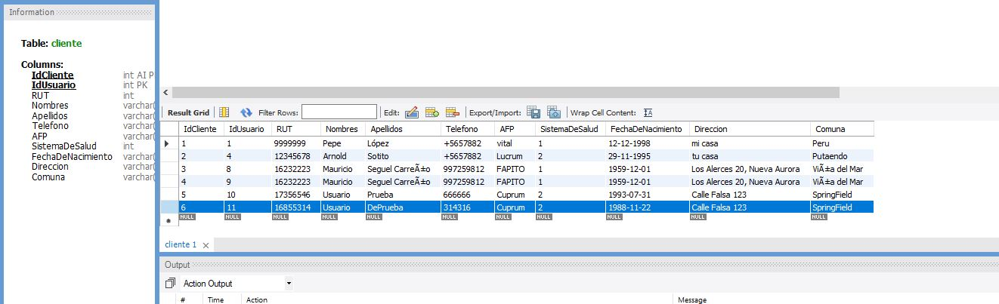 Information
Table: cliente
Columns:
IdCliente int AI P
IdUsuario int PK
RUT int
Nombres varchar(
Apellidos varchar(
Telefono varchar(
AFP varchar(
SistemaDeSalud int
FechaDeNacimiento varchar(
Direccion varchar(
Comuna varchar(
Result Grid Filter Rows: Edit: Export/Import: Wrap Cell Content:
IdCliente IdUsuario RUT Nombres Apellidos Telefono AFP SistemaDeSalud FechaDeNacimiento Direccion Comuna
1 1 9999999 Pepe López +5657882 vital 1 12-12-1998 mi casa Peru
2 4 12345678 Arnold Sotito +5657882 Lucrum 2 29-11-1995 tu casa Putaendo
3 8 16232223 Mauricio Seguel CarreÃ±o 997259812 FAPITO 1 1959-12-01 Los Alerces 20, Nueva Aurora ViÃ±a del Mar
4 9 16232223 Mauricio Seguel CarreÃ±o 997259812 FAPITO 1 1959-12-01 Los Alerces 20, Nueva Aurora ViÃ±a del Mar
5 10 17356546 Usuario Prueba 666666 Cuprum 2 1993-07-31 Calle Falsa 123 SpringField
6 11 16855314 Usuario DePrueba 314316 Cuprum 2 1988-11-22 Calle Falsa 123 SpringField
NULL NULL NULL NULL NULL NULL NULL NULL NULL NULL NULL
cliente 1
Output
Action Output
# Time Action Message